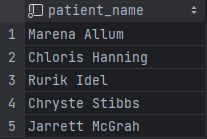 patient_name
1 Marena Allum
2 Chloris Hanning
3 Rurik Idel
4 Chryste Stibbs
5 Jarrett McGrah